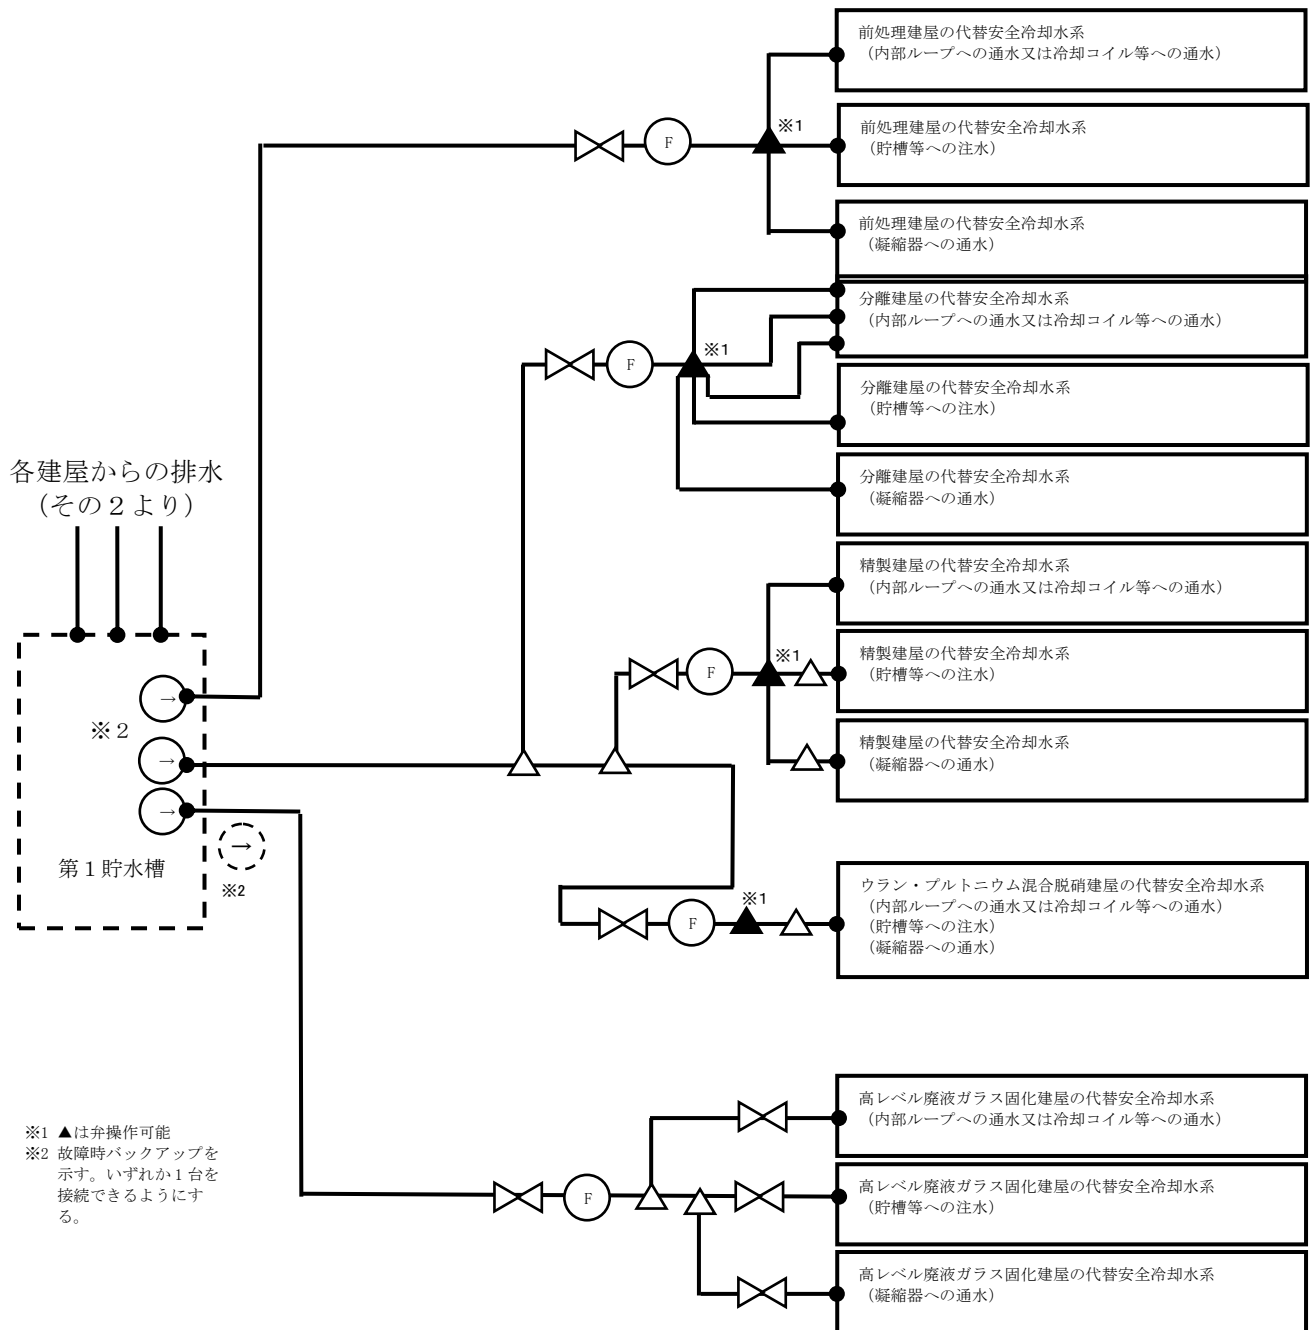 前処理建屋の代替安全冷却水系
（内部ループへの通水又は冷却コイル等への通水）
※1
前処理建屋の代替安全冷却水系
（貯槽等への注水）
F
前処理建屋の代替安全冷却水系
（凝縮器への通水）
分離建屋の代替安全冷却水系
（内部ループへの通水又は冷却コイル等への通水）
※1
F
分離建屋の代替安全冷却水系
（貯槽等への注水）
各建屋からの排水
（その２より）
分離建屋の代替安全冷却水系
（凝縮器への通水）
精製建屋の代替安全冷却水系
（内部ループへの通水又は冷却コイル等への通水）
※1
F
精製建屋の代替安全冷却水系
（貯槽等への注水）
→
※２
→
→
精製建屋の代替安全冷却水系
（凝縮器への通水）
→
※2
第１貯水槽
ウラン・プルトニウム混合脱硝建屋の代替安全冷却水系
（内部ループへの通水又は冷却コイル等への通水）
（貯槽等への注水）
（凝縮器への通水）
※1
F
高レベル廃液ガラス固化建屋の代替安全冷却水系
（内部ループへの通水又は冷却コイル等への通水）
※1 ▲は弁操作可能
※2 故障時バックアップを
示す。いずれか１台を
接続できるようにす
る。
F
高レベル廃液ガラス固化建屋の代替安全冷却水系
（貯槽等への注水）
高レベル廃液ガラス固化建屋の代替安全冷却水系
（凝縮器への通水）